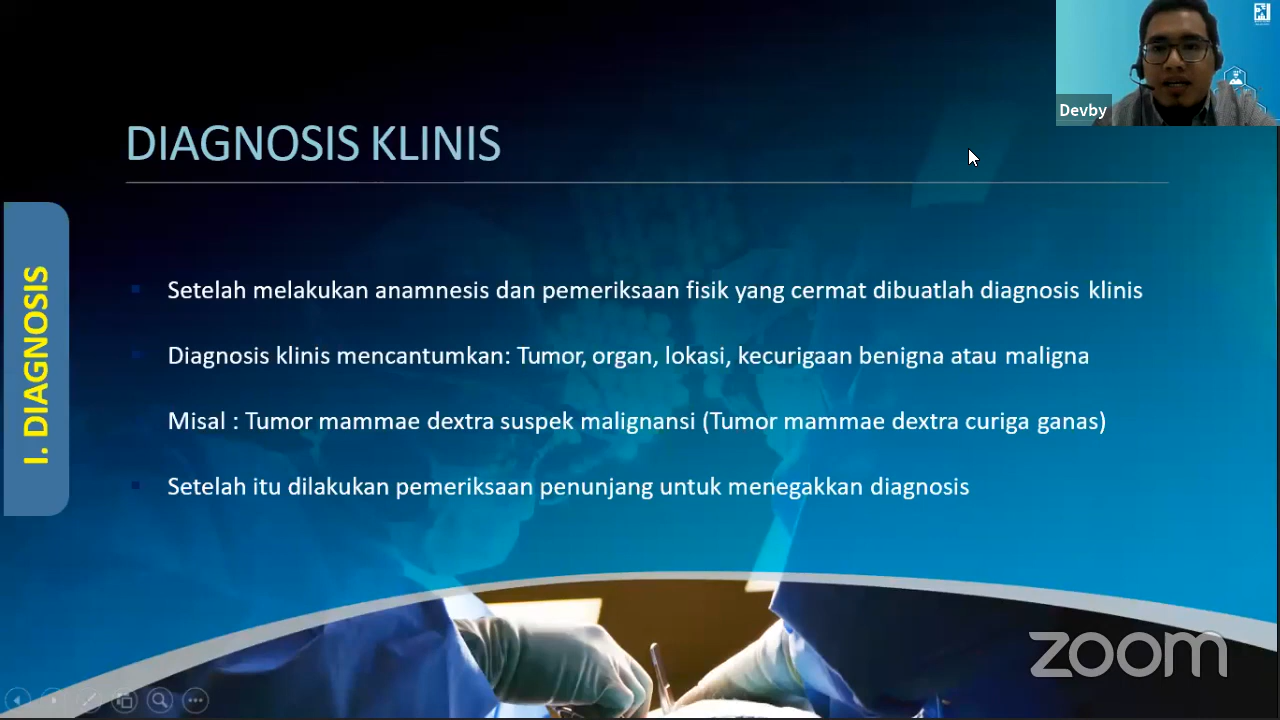 Devby
DIAGNOSIS KLINIS
I. DIAGNOSIS
Setelah melakukan anamnesis dan pemeriksaan fisik yang cermat dibuatlah diagnosis klinis
Diagnosis klinis mencantumkan: Tumor, organ, lokasi, kecurigaan benigna atau maligna
Misal : Tumor mammae dextra suspek malignansi (Tumor mammae dextra curiga ganas)
Setelah itu dilakukan pemeriksaan penunjang untuk menegakkan diagnosis
zoom